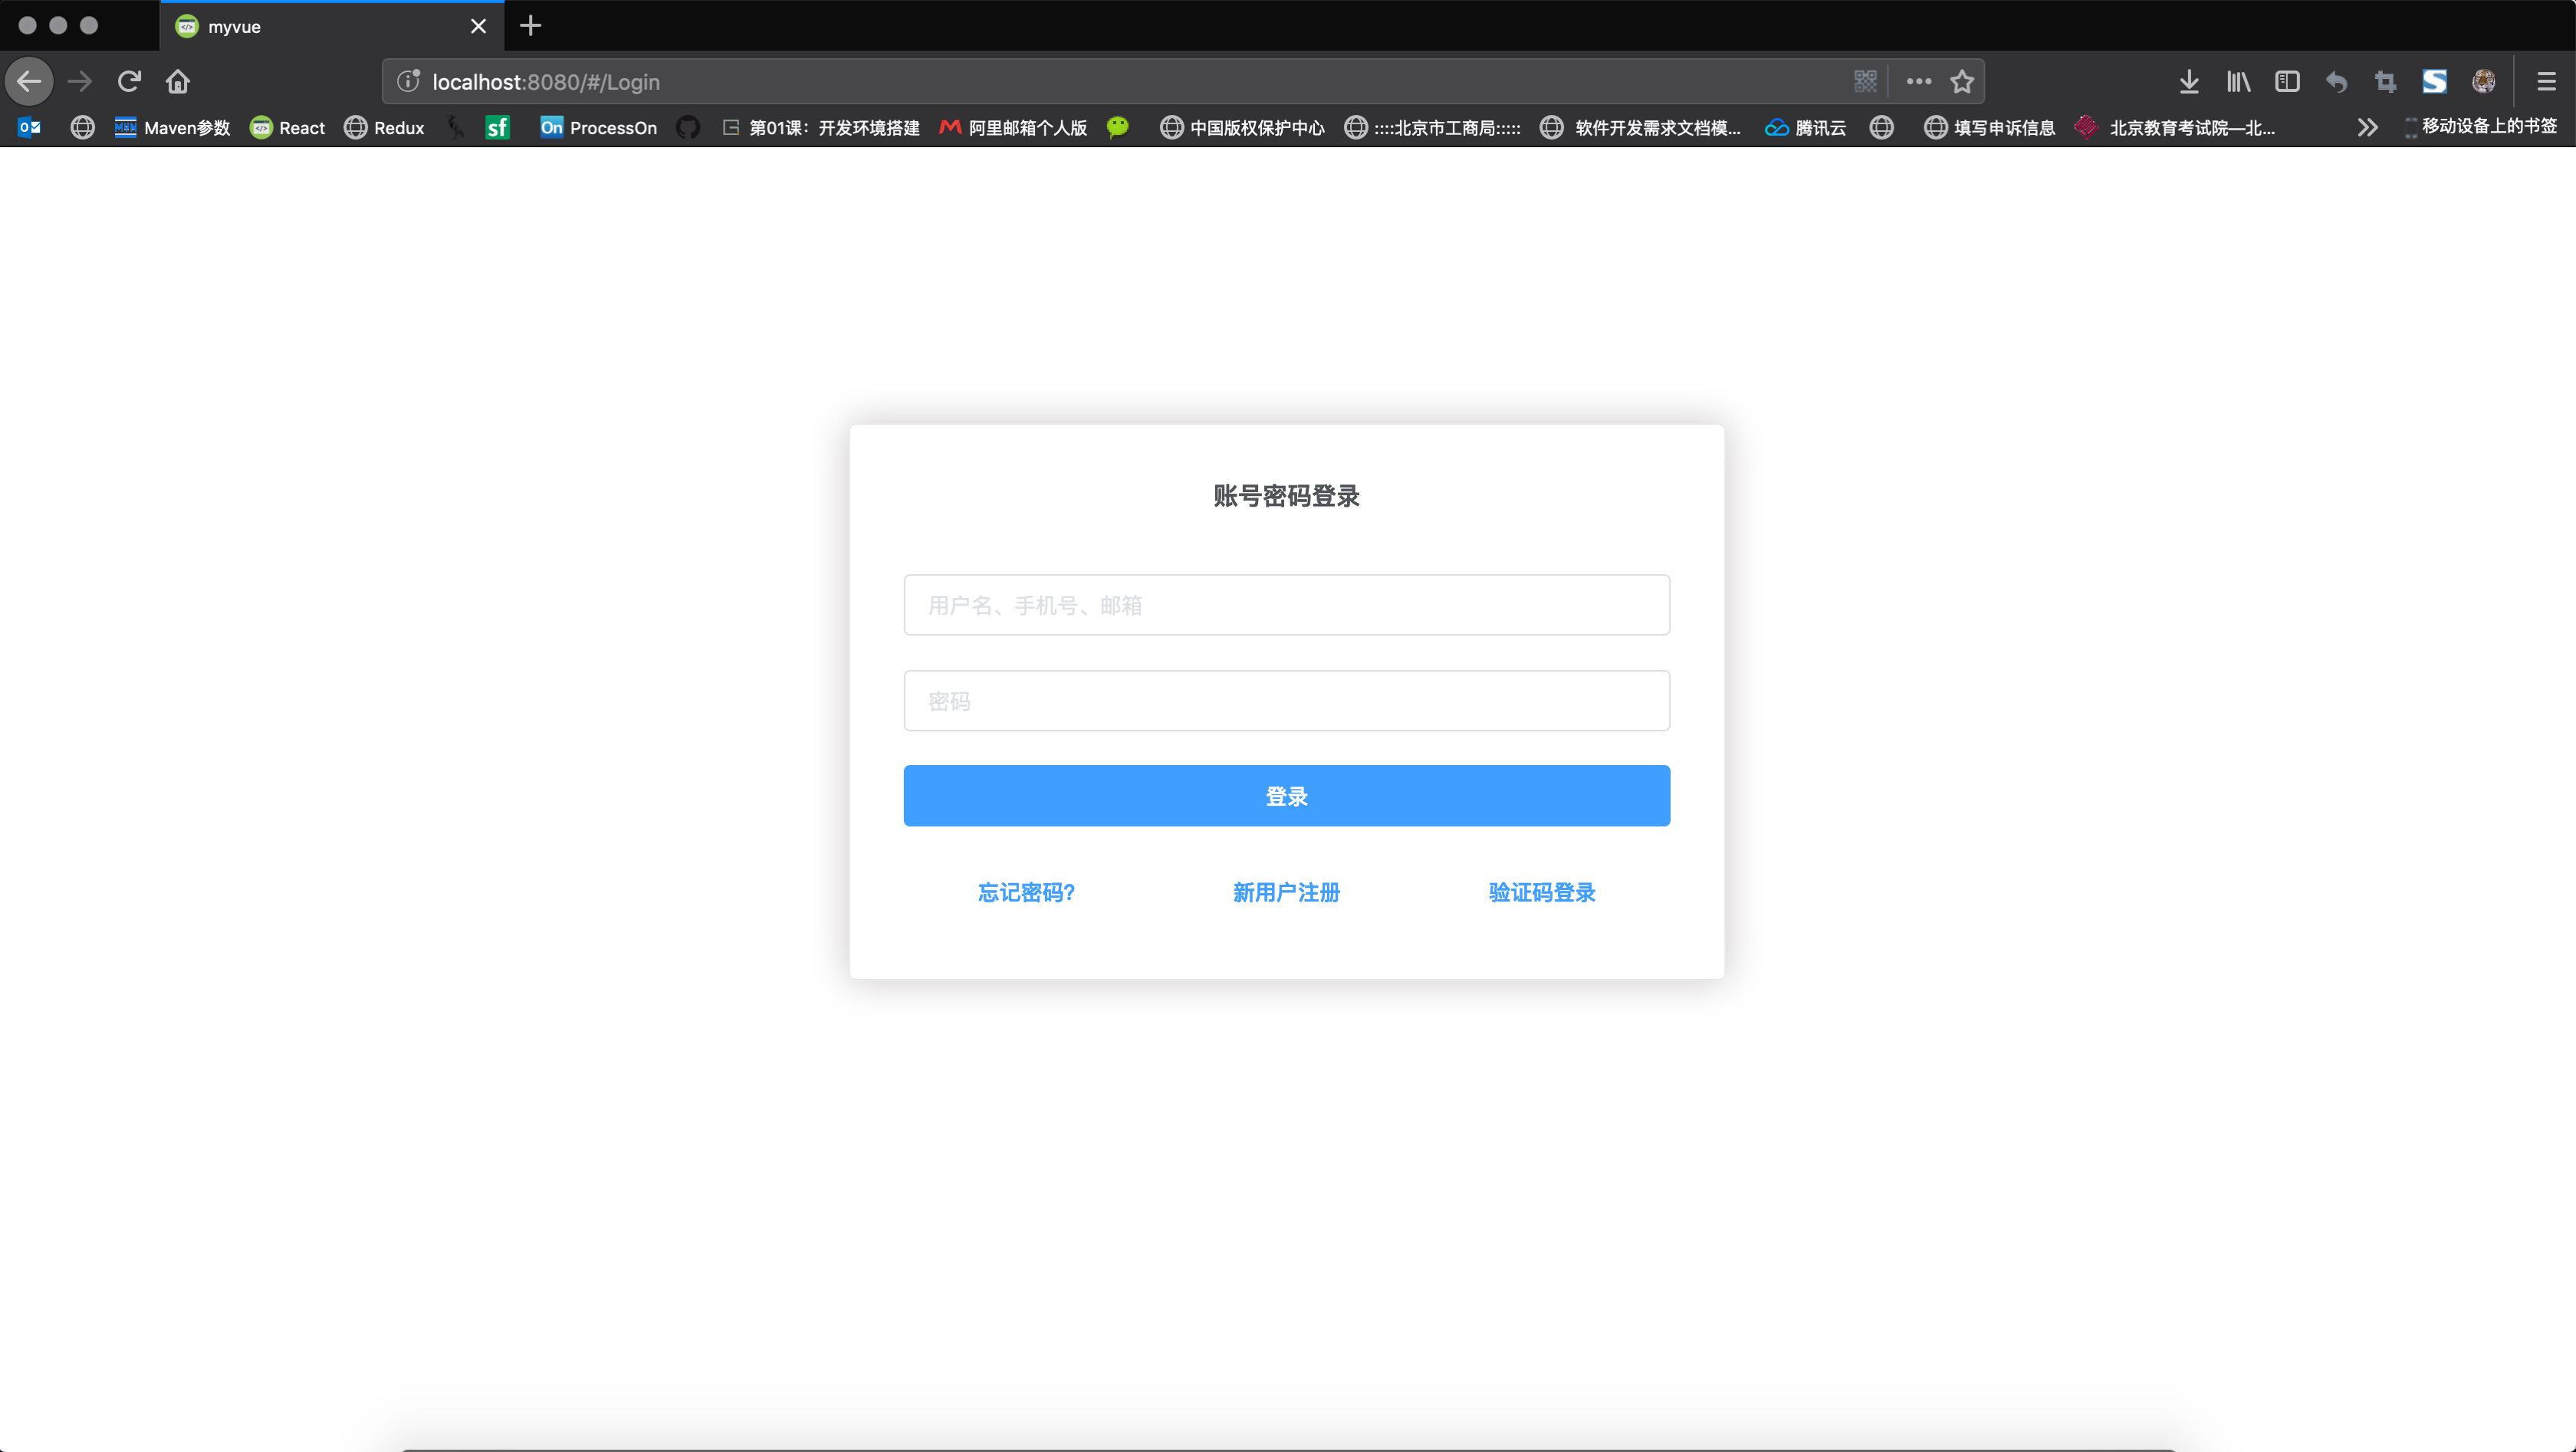 myvue
localhost:8080/#/Login
Maven参数 React Redux sf On ProcessOn 第01课：开发环境搭建 阿里邮箱个人版 中国版权保护中心 ::::北京市工商局::::: 软件开发需求文档模... 腾讯云 填写申诉信息 北京教育考试院—北... 移动设备上的书签
账号密码登录
用户名、手机号、邮箱
密码
登录
忘记密码? 新用户注册 验证码登录